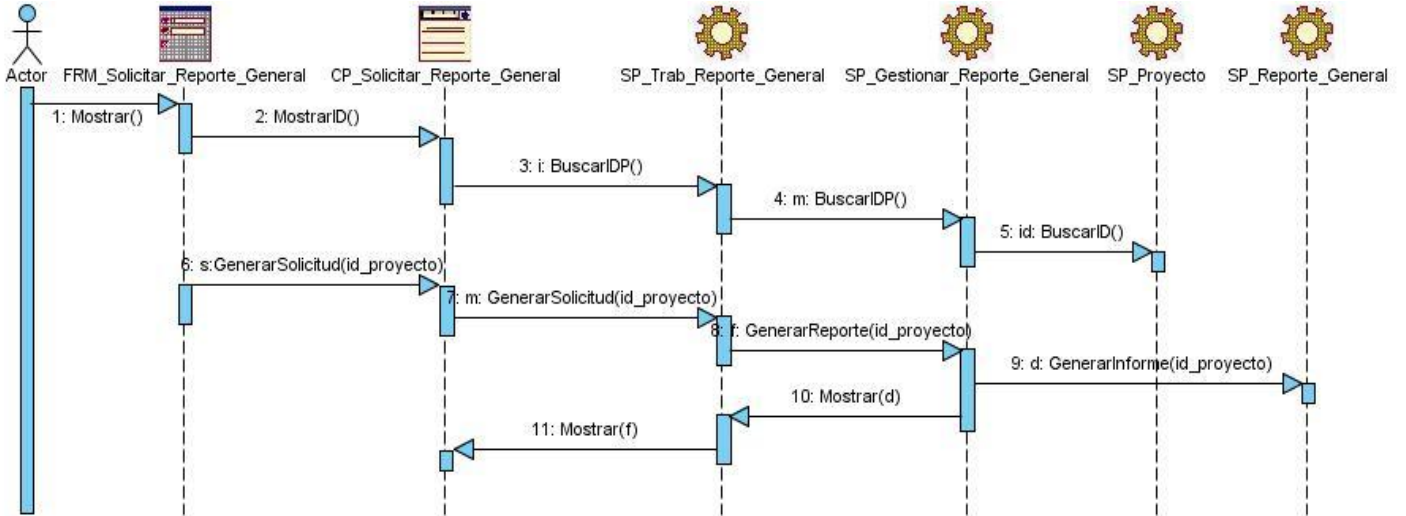 Actor
FRM_Solicitar_Reporte_General
CP_Solicitar_Reporte_General
SP_Trab_Reporte_General
SP_Gestionar_Reporte_General
SP_Proyecto
SP_Reporte_General
1: Mostrar()
2: MostrarID()
3: i: BuscarIDP()
4: m: BuscarIDP()
5: id: BuscarID()
6: s:GenerarSolicitud(id_proyecto)
7: m: GenerarSolicitud(id_proyecto)
8: f: GenerarReporte(id_proyecto)
9: d: GenerarInforme(id_proyecto)
10: Mostrar(d)
11: Mostrar(f)